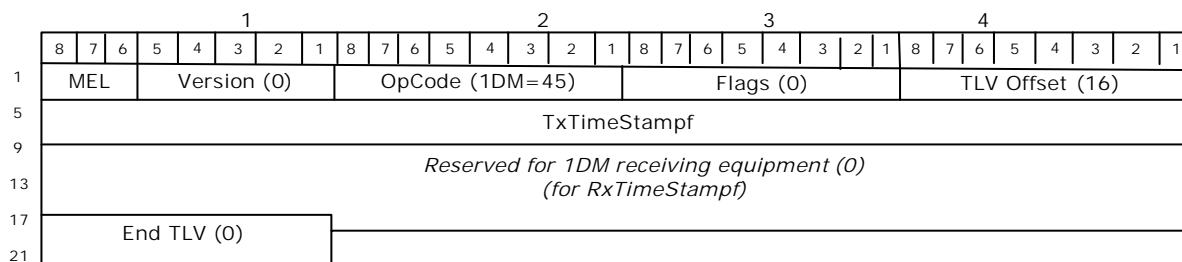 1 2 3 4
8 7 6 5 4 3 2 1 8 7 6 5 4 3 2 1 8 7 6 5 4 3 2 1 8 7 6 5 4 3 2 1
1 MEL Version (0) OpCode (1DM=45) Flags (0) TLV Offset (16)
5 TxTimeStampf
9
Reserved for 1DM receiving equipment (0)
13 (for RxTimeStampf)
17
End TLV (0)
21